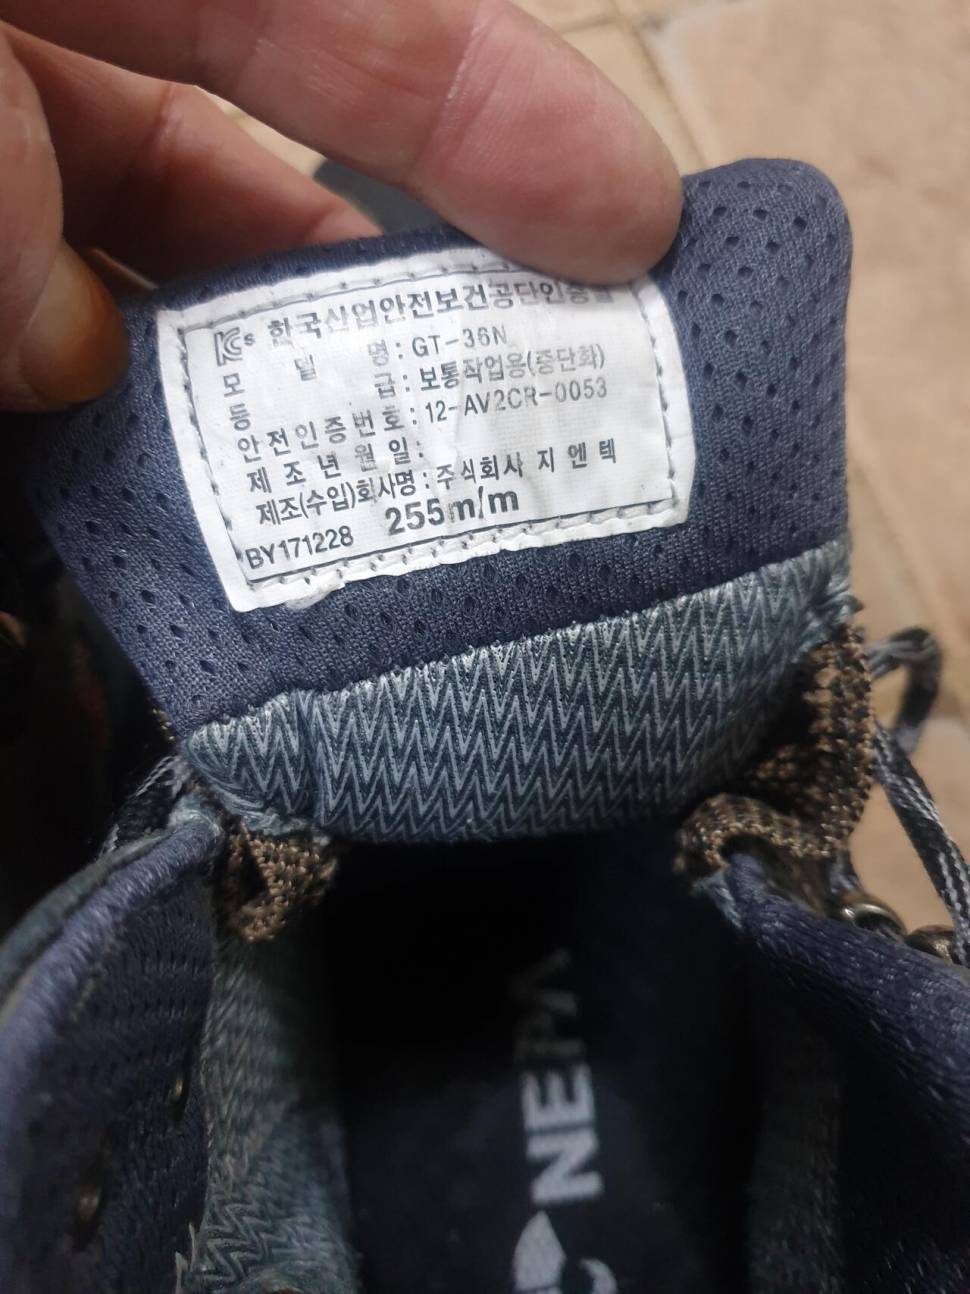 KCs 한국산업안전보건공단인증필
모 델 명 : GT-36N
등 급 : 보통작업용(중단화)
안전인증번호 : 12-AV2CR-0053
제 조 년 월 일 :
제조(수입)회사명 : 주식회사 지 엔 텍
255m/m
BY171228
NEPA